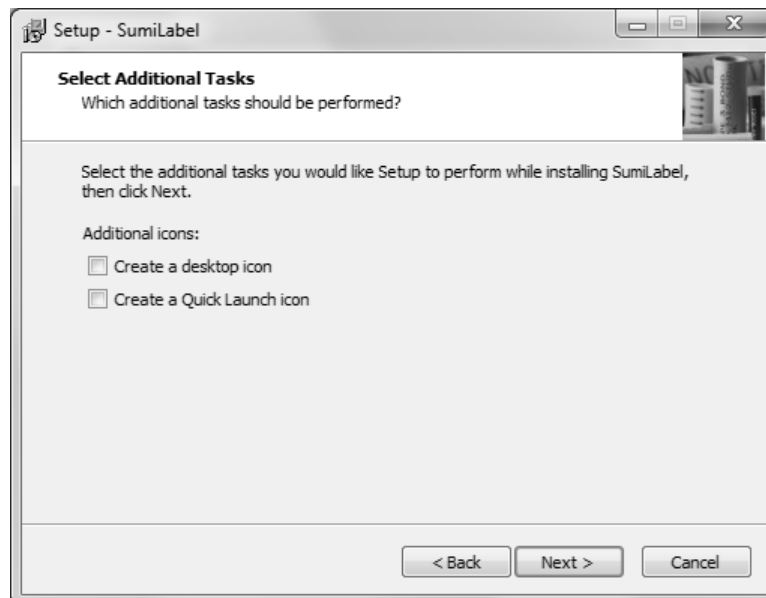 Setup - SumiLabel
Select Additional Tasks
Which additional tasks should be performed?
Select the additional tasks you would like Setup to perform while installing SumiLabel,
then click Next.
Additional icons:
Create a desktop icon
Create a Quick Launch icon
< Back
Next >
Cancel